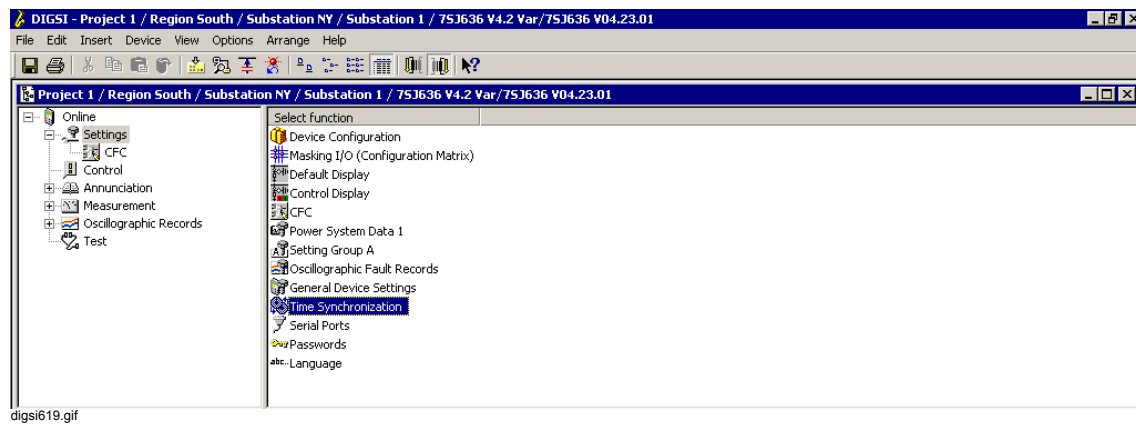 DIGSI - Project 1 / Region South / Substation NY / Substation 1 / 7SJ636 V4.2 Var/7SJ636 V04.23.01
File Edit Insert Device View Options Arrange Help
Project 1 / Region South / Substation NY / Substation 1 / 7SJ636 V4.2 Var/7SJ636 V04.23.01
Online
Settings
CFC
Control
Annunciation
Measurement
Oscillographic Records
Test
Select function
Device Configuration
Masking I/O (Configuration Matrix)
Default Display
Control Display
CFC
Power System Data 1
Setting Group A
Oscillographic Fault Records
General Device Settings
Time Synchronization
Serial Ports
Passwords
abc.. Language
digsi619.gif